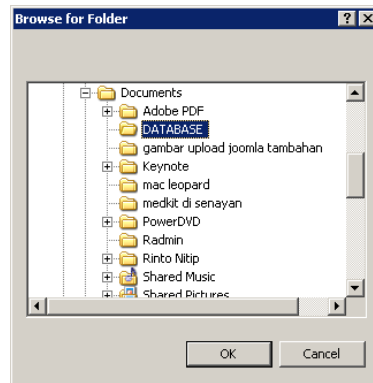 Browse for Folder
Documents
Adobe PDF
DATABASE
gambar upload joomla tambahan
Keynote
mac leopard
medkit di senayan
PowerDVD
Radmin
Rinto Nitip
Shared Music
Shared Pictures
OK
Cancel